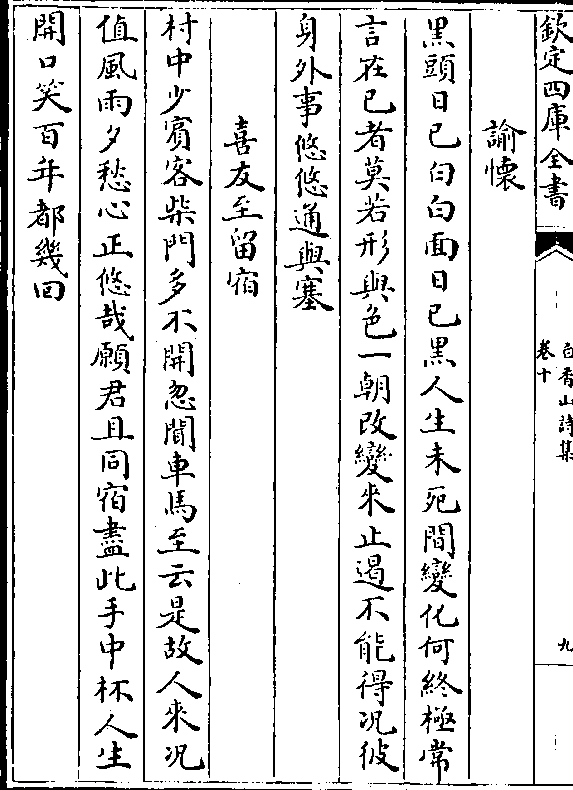 欽定四庫全書
白香山詩集
卷十
九
諭懷
黒頭日已白白面日已黒人生未死間變化何終極常
言在己者莫若形與色一朝改變來止遏不能得況彼
身外事悠悠通與塞
喜友至留宿
村中少賓客柴門多不開忽聞車馬至云是故人來況
值風雨夕愁心正悠哉願君且同宿盡此手中杯人生
開口笑百年都幾回